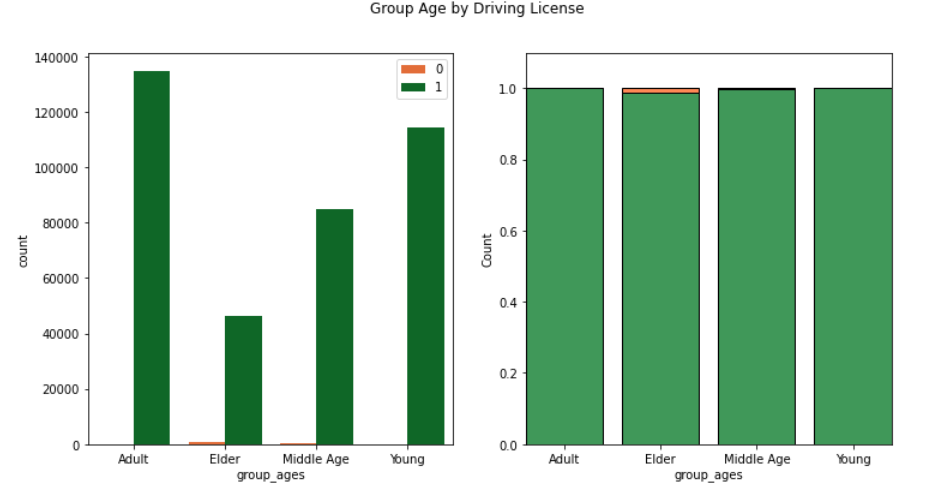 Group Age by Driving License
140000
120000
100000
80000
60000
40000
20000
0
count
Adult Elder Middle Age Young
group_ages
0
1
1.0
0.8
0.6
0.4
0.2
0.0
Count
Adult Elder Middle Age Young
group_ages